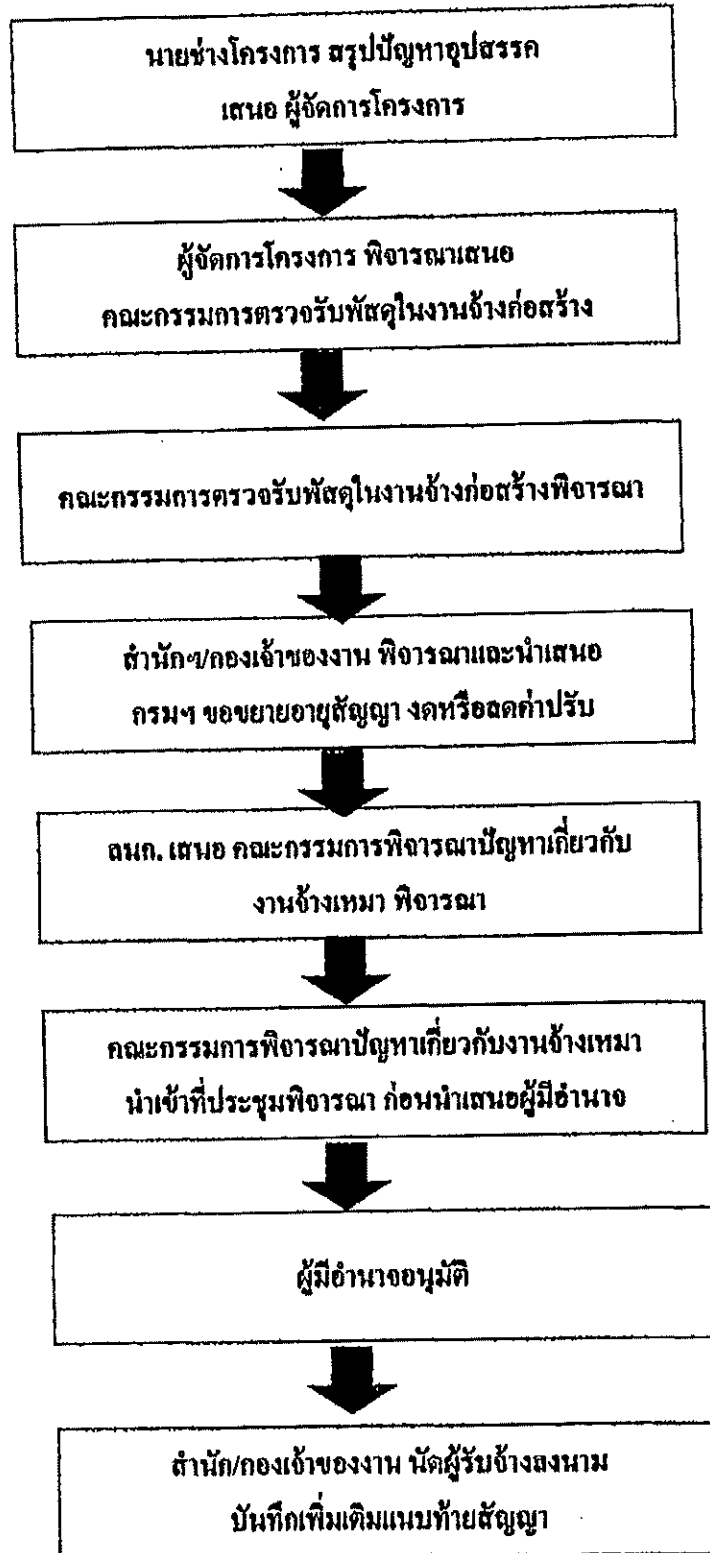 นายช่างโครงการ สรุปปัญหาอุปสรรค
เสนอ ผู้จัดการโครงการ
ผู้จัดการโครงการ พิจารณาเสนอ
คณะกรรมการตรวจรับพัสดุในงานจ้างก่อสร้าง
คณะกรรมการตรวจรับพัสดุในงานจ้างก่อสร้างพิจารณา
สำนักฯ/กองเจ้าของงาน พิจารณาและนำเสนอ
กรมฯ ขอขยายอายุสัญญา งดหรือลดค่าปรับ
ลนก. เสนอ คณะกรรมการพิจารณาปัญหาเกี่ยวกับ
งานจ้างเหมา พิจารณา
คณะกรรมการพิจารณาปัญหาเกี่ยวกับงานจ้างเหมา
นำเข้าที่ประชุมพิจารณา ก่อนนำเสนอผู้มีอำนาจ
ผู้มีอำนาจอนุมัติ
สำนัก/กองเจ้าของงาน นัดผู้รับจ้างลงนาม
บันทึกเพิ่มเติมแนบท้ายสัญญา